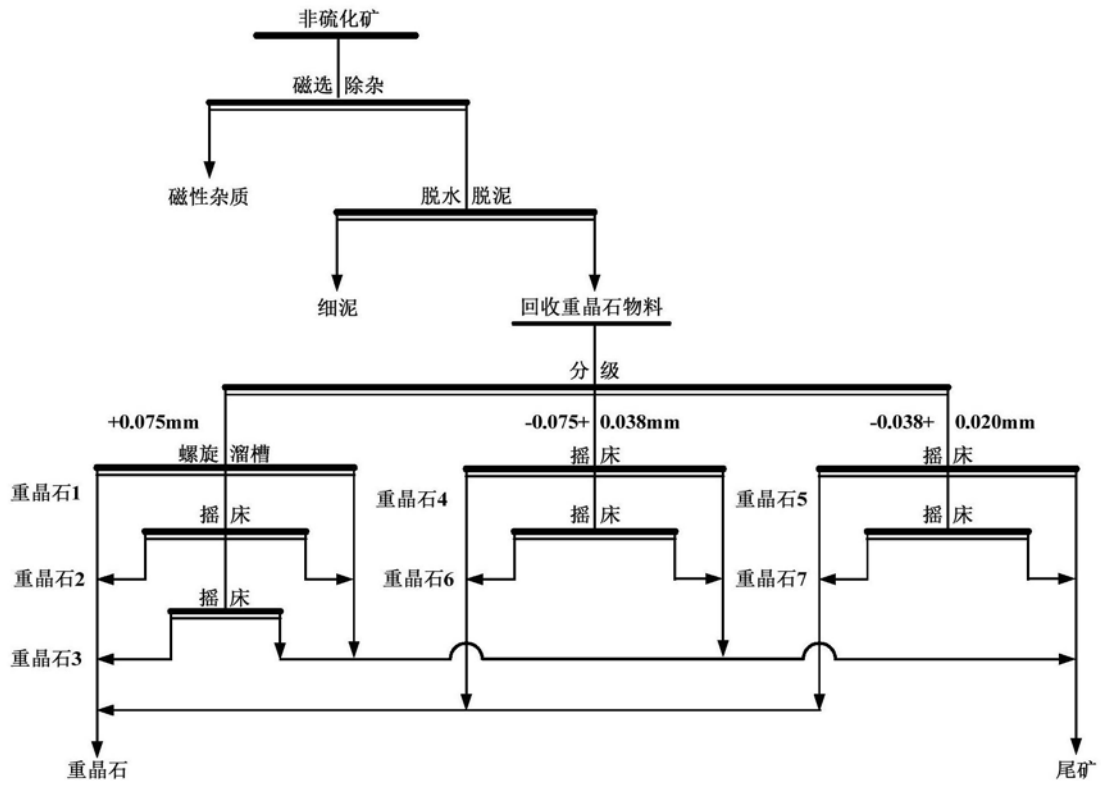 非硫化矿
磁选 除杂
磁性杂质
脱水 脱泥
细泥
回收重晶石物料
分 级
+0.075mm
-0.075+ 0.038mm
-0.038+ 0.020mm
螺旋 溜槽
摇 床
摇 床
重晶石1
重晶石4
重晶石5
摇 床
摇 床
摇 床
重晶石2
重晶石6
重晶石7
摇 床
重晶石3
重晶石
尾矿